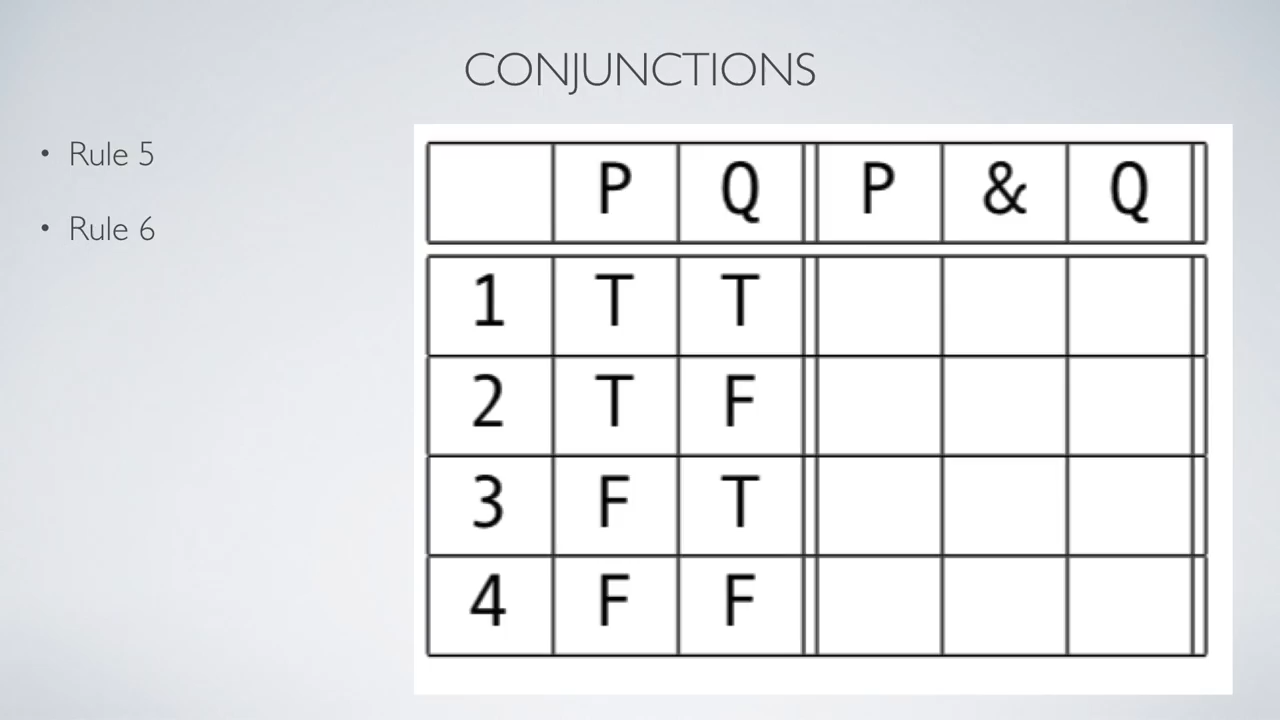 CONJUNCTIONS
• Rule 5
• Rule 6
P Q P & Q
1 T T
2 T F
3 F T
4 F F